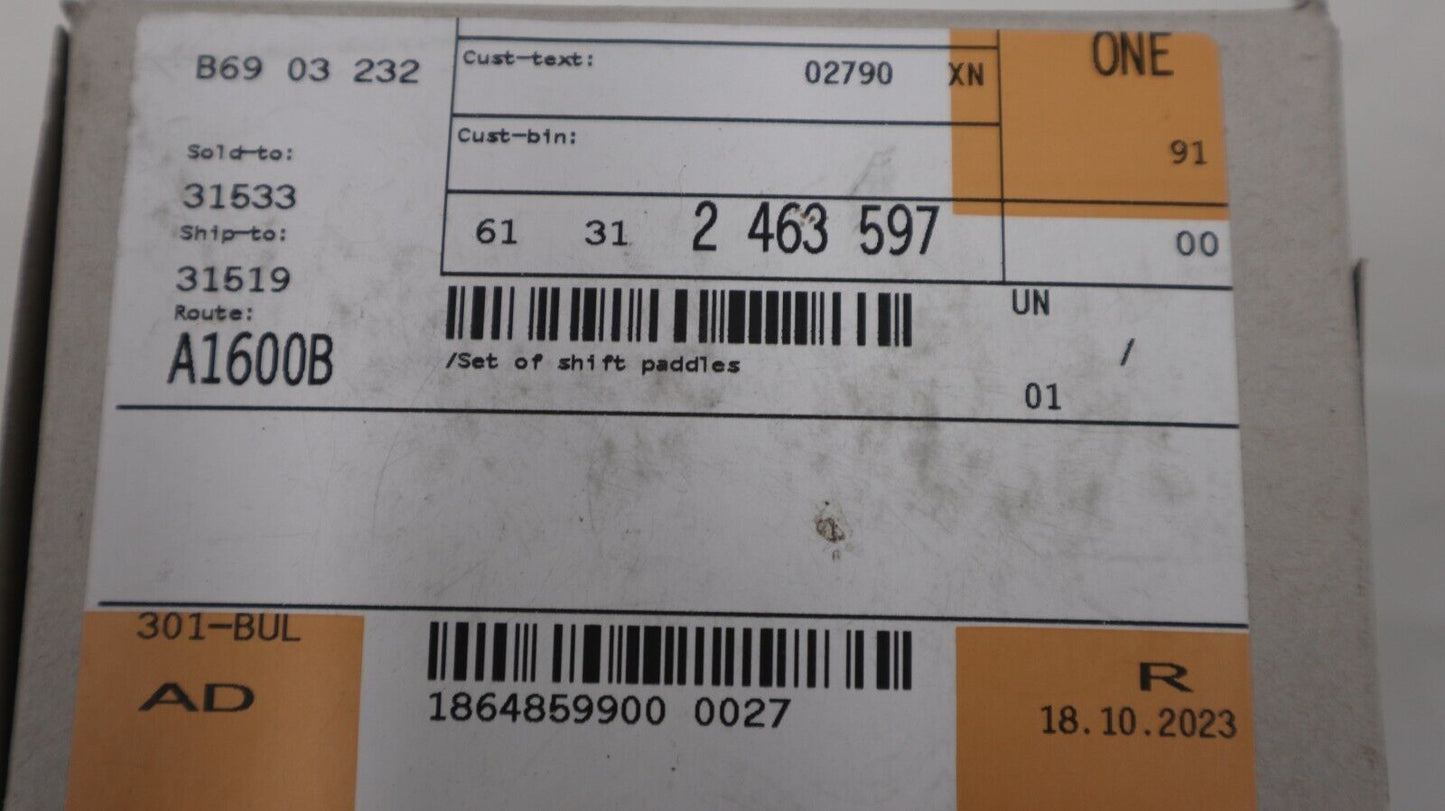 B69 03 232
Cust-text:
02790 XN
ONE
Cust-bin:
91
Sold-to:
31533
Ship-to:
31519
61 31 2 463 597
00
Route:
A1600B
/Set of shift paddles
UN
/
01
301-BUL
AD
1864859900 0027
R
18.10.2023